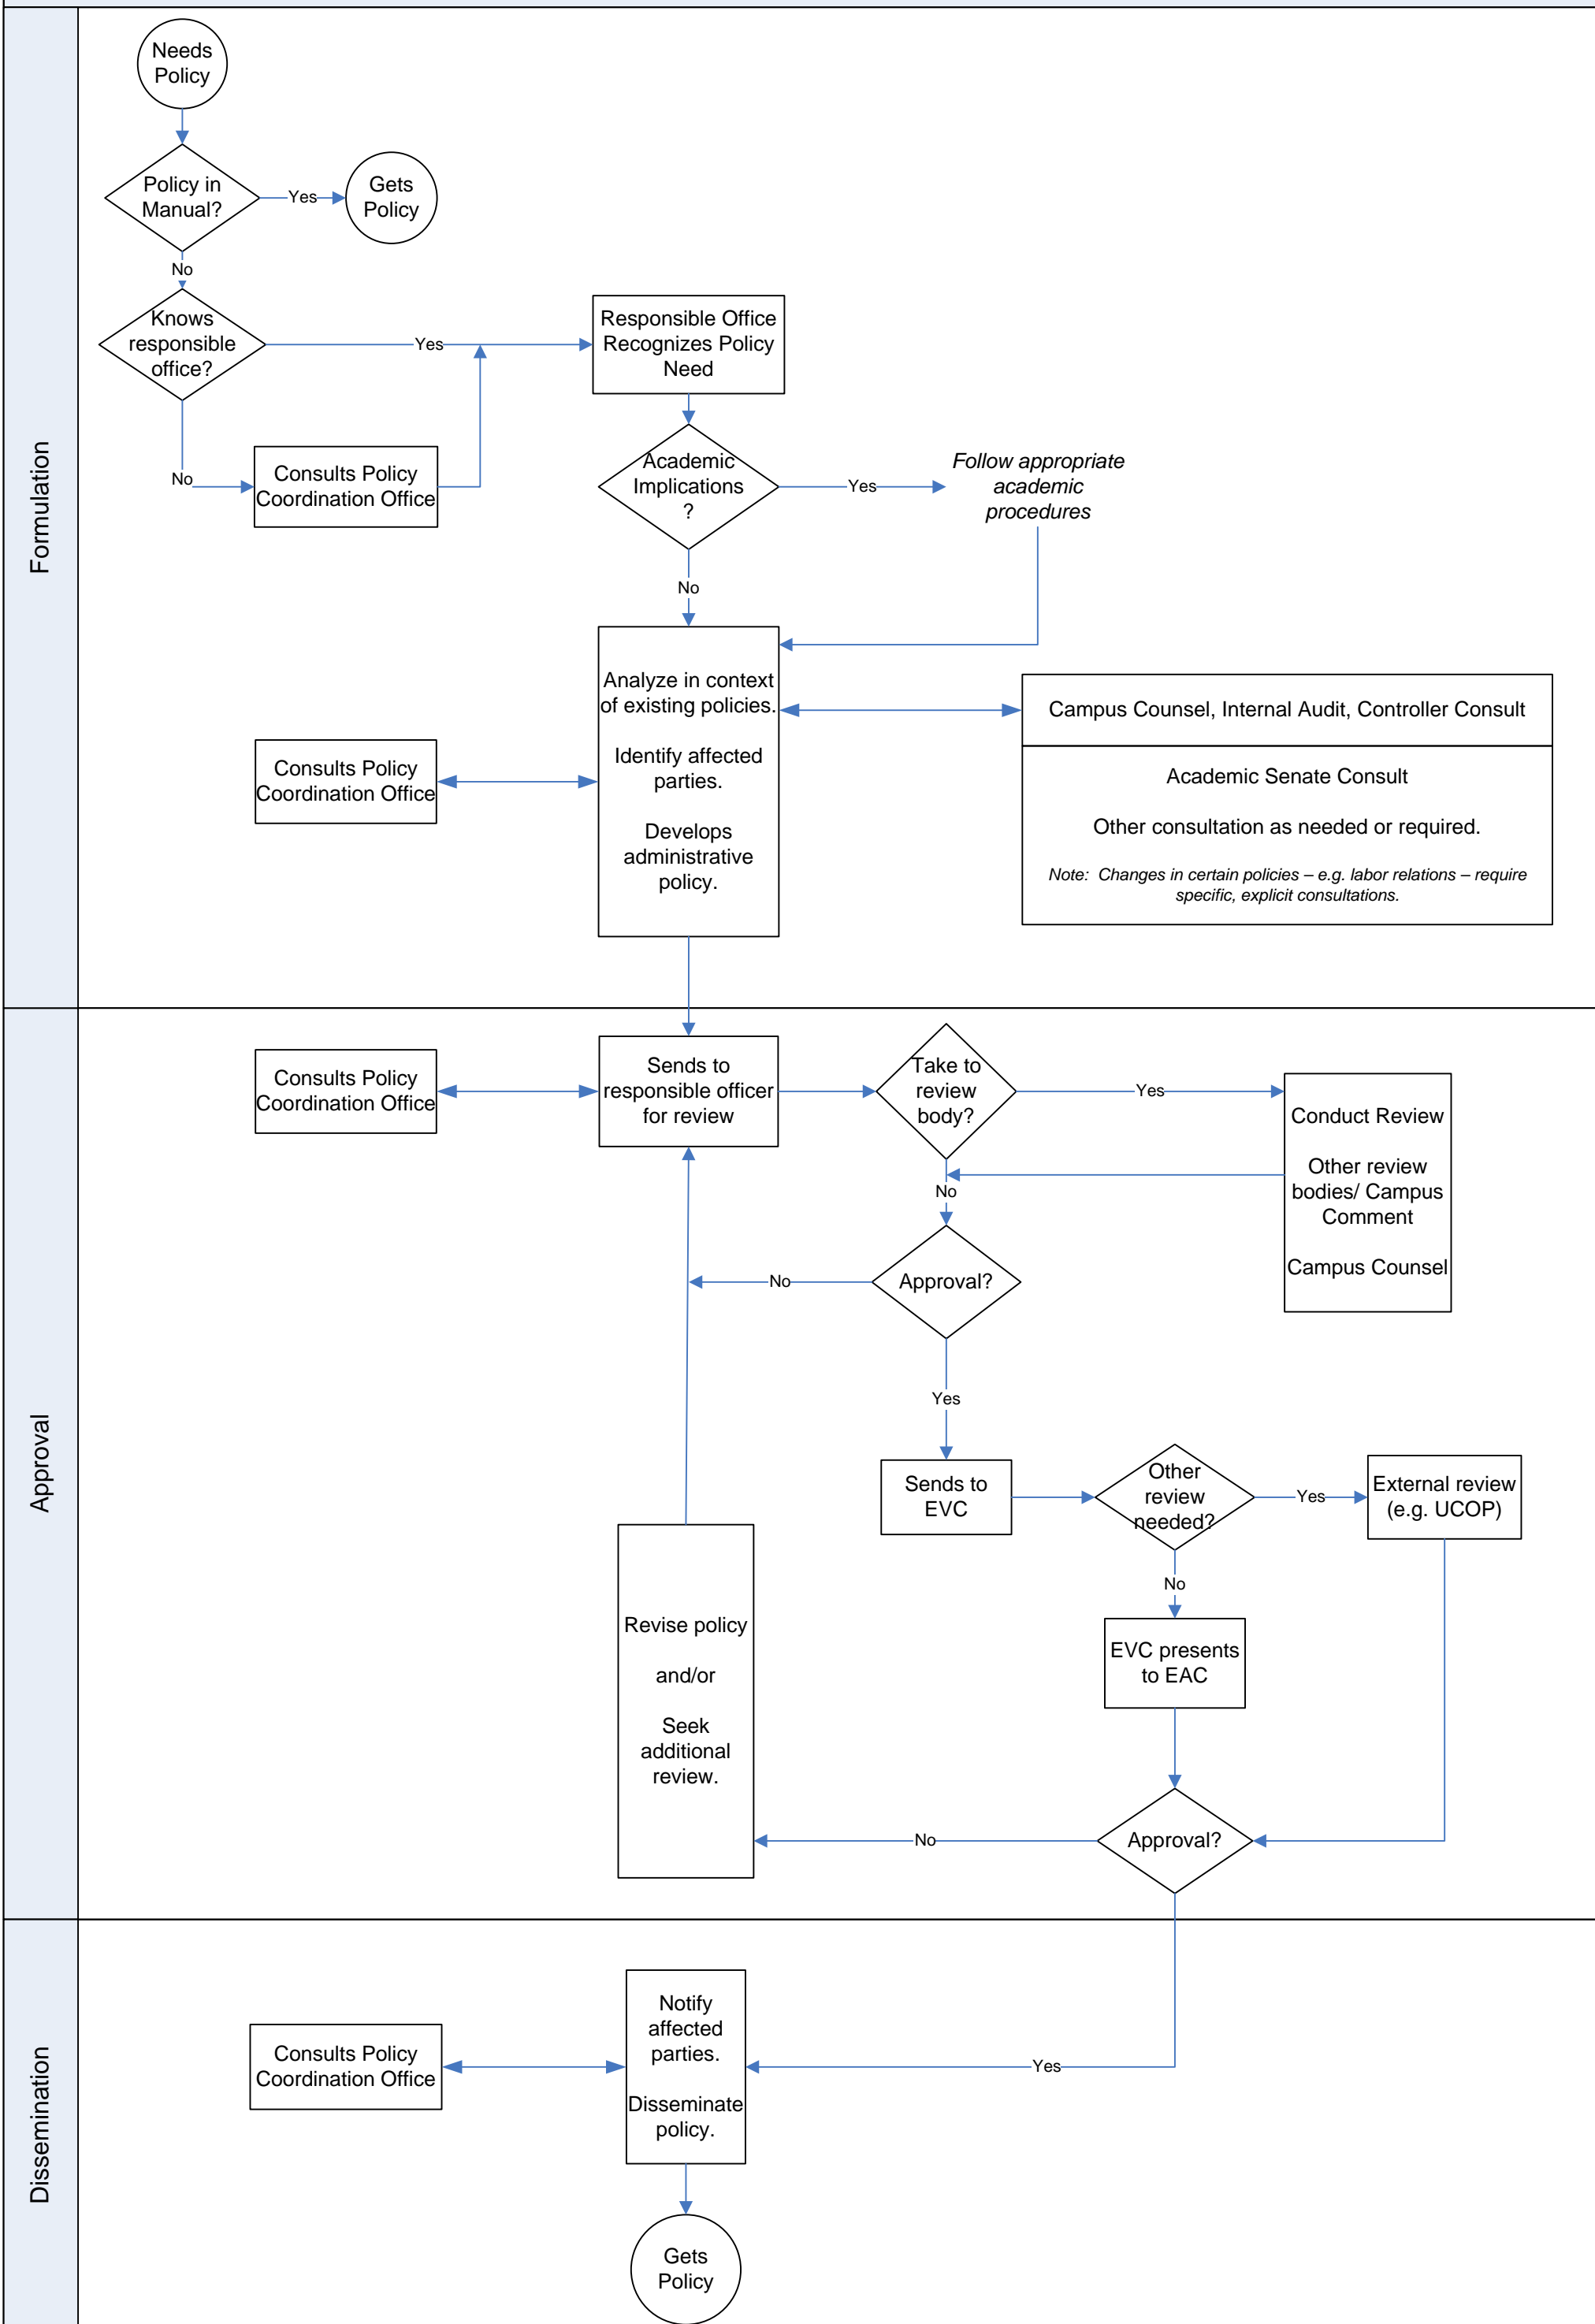 Formulation
Needs
Policy
Policy in
Manual?
Yes
Gets
Policy
No
Knows
responsible
office?
Yes
Responsible Office
Recognizes Policy
Need
No
Consults Policy
Coordination Office
Academic
Implications
?
Yes
Follow appropriate
academic
procedures
No
Analyze in context
of existing policies.
Identify affected
parties.
Develops
administrative
policy.
Consults Policy
Coordination Office
Campus Counsel, Internal Audit, Controller Consult
Academic Senate Consult
Other consultation as needed or required.
Note: Changes in certain policies – e.g. labor relations – require
specific, explicit consultations.
Approval
Consults Policy
Coordination Office
Sends to
responsible officer
for review
Take to
review
body?
Yes
Conduct Review
Other review
bodies/ Campus
Comment
Campus Counsel
No
Approval?
No
Yes
Sends to
EVC
Other
review
needed?
Yes
External review
(e.g. UCOP)
No
EVC presents
to EAC
Revise policy
and/or
Seek
additional
review.
Approval?
No
Dissemination
Yes
Notify
affected
parties.
Disseminate
policy.
Consults Policy
Coordination Office
Gets
Policy